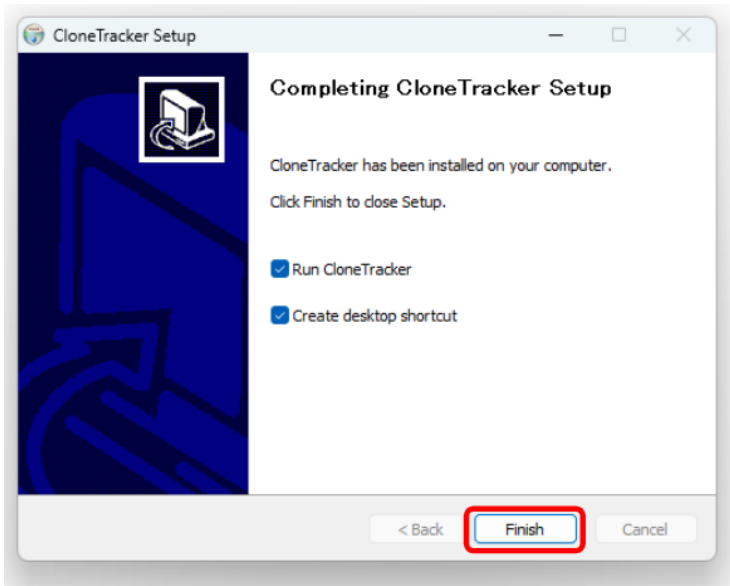 CloneTracker Setup
Completing CloneTracker Setup
CloneTracker has been installed on your computer.
Click Finish to close Setup.
Run CloneTracker
Create desktop shortcut
< Back
Finish
Cancel